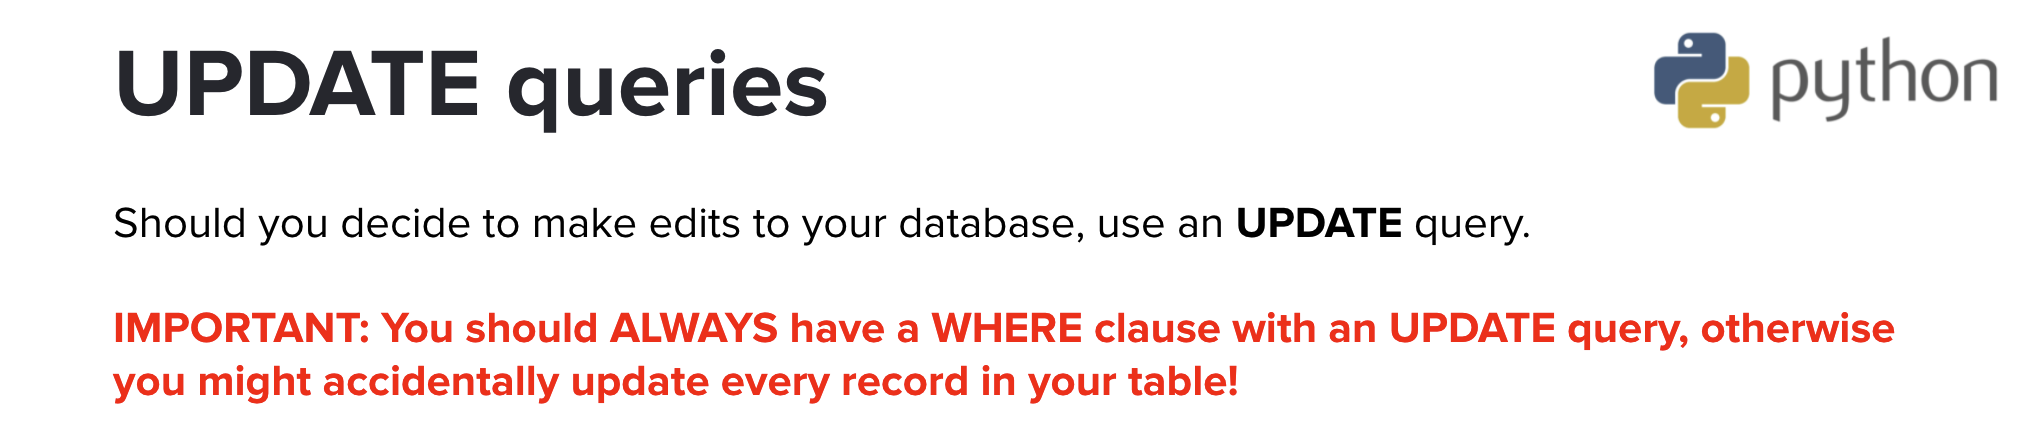 UPDATE queries
python
Should you decide to make edits to your database, use an UPDATE query.
IMPORTANT: You should ALWAYS have a WHERE clause with an UPDATE query, otherwise
you might accidentally update every record in your table!